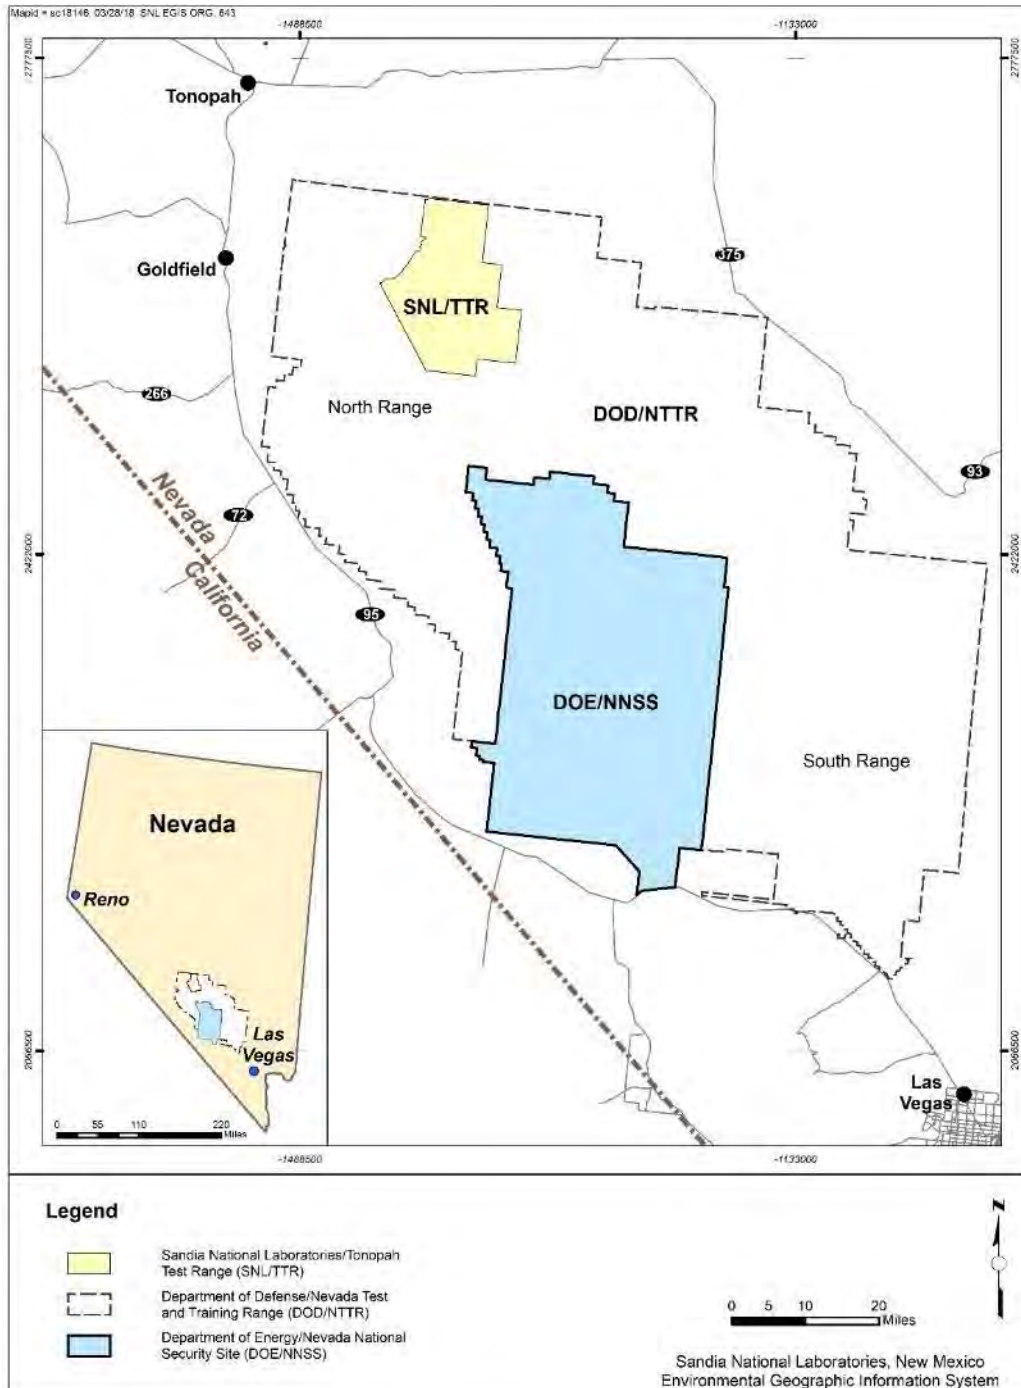 Mapid = sc18146 03/28/18 SNL EGIS ORG. 643
-1488500
-1133000
2777500
2777500
Tonopah
Goldfield
375
SNL/TTR
266
North Range
DOD/NTTR
93
Nevada
72
California
2422000
2422000
95
DOE/NNSS
South Range
Nevada
Reno
Las
Vegas
0 55 110 220
Miles
2066500
2066500
Las
Vegas
-1488500
-1133000
Legend
Sandia National Laboratories/Tonopah
Test Range (SNL/TTR)
Department of Defense/Nevada Test
and Training Range (DOD/NTTR)
Department of Energy/Nevada National
Security Site (DOE/NNSS)
N
0 5 10 20
Miles
Sandia National Laboratories, New Mexico
Environmental Geographic Information System